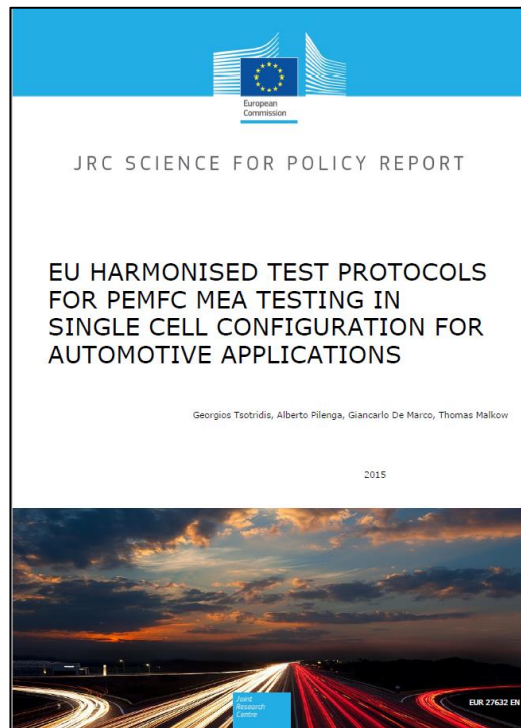 European
Commission
JRC SCIENCE FOR POLICY REPORT
EU HARMONISED TEST PROTOCOLS
FOR PEMFC MEA TESTING IN
SINGLE CELL CONFIGURATION FOR
AUTOMOTIVE APPLICATIONS
Georgios Tsotridis, Alberto Pilenga, Giancarlo De Marco, Thomas Malkow
2015
Joint
Research
Centre
EUR 27632 EN